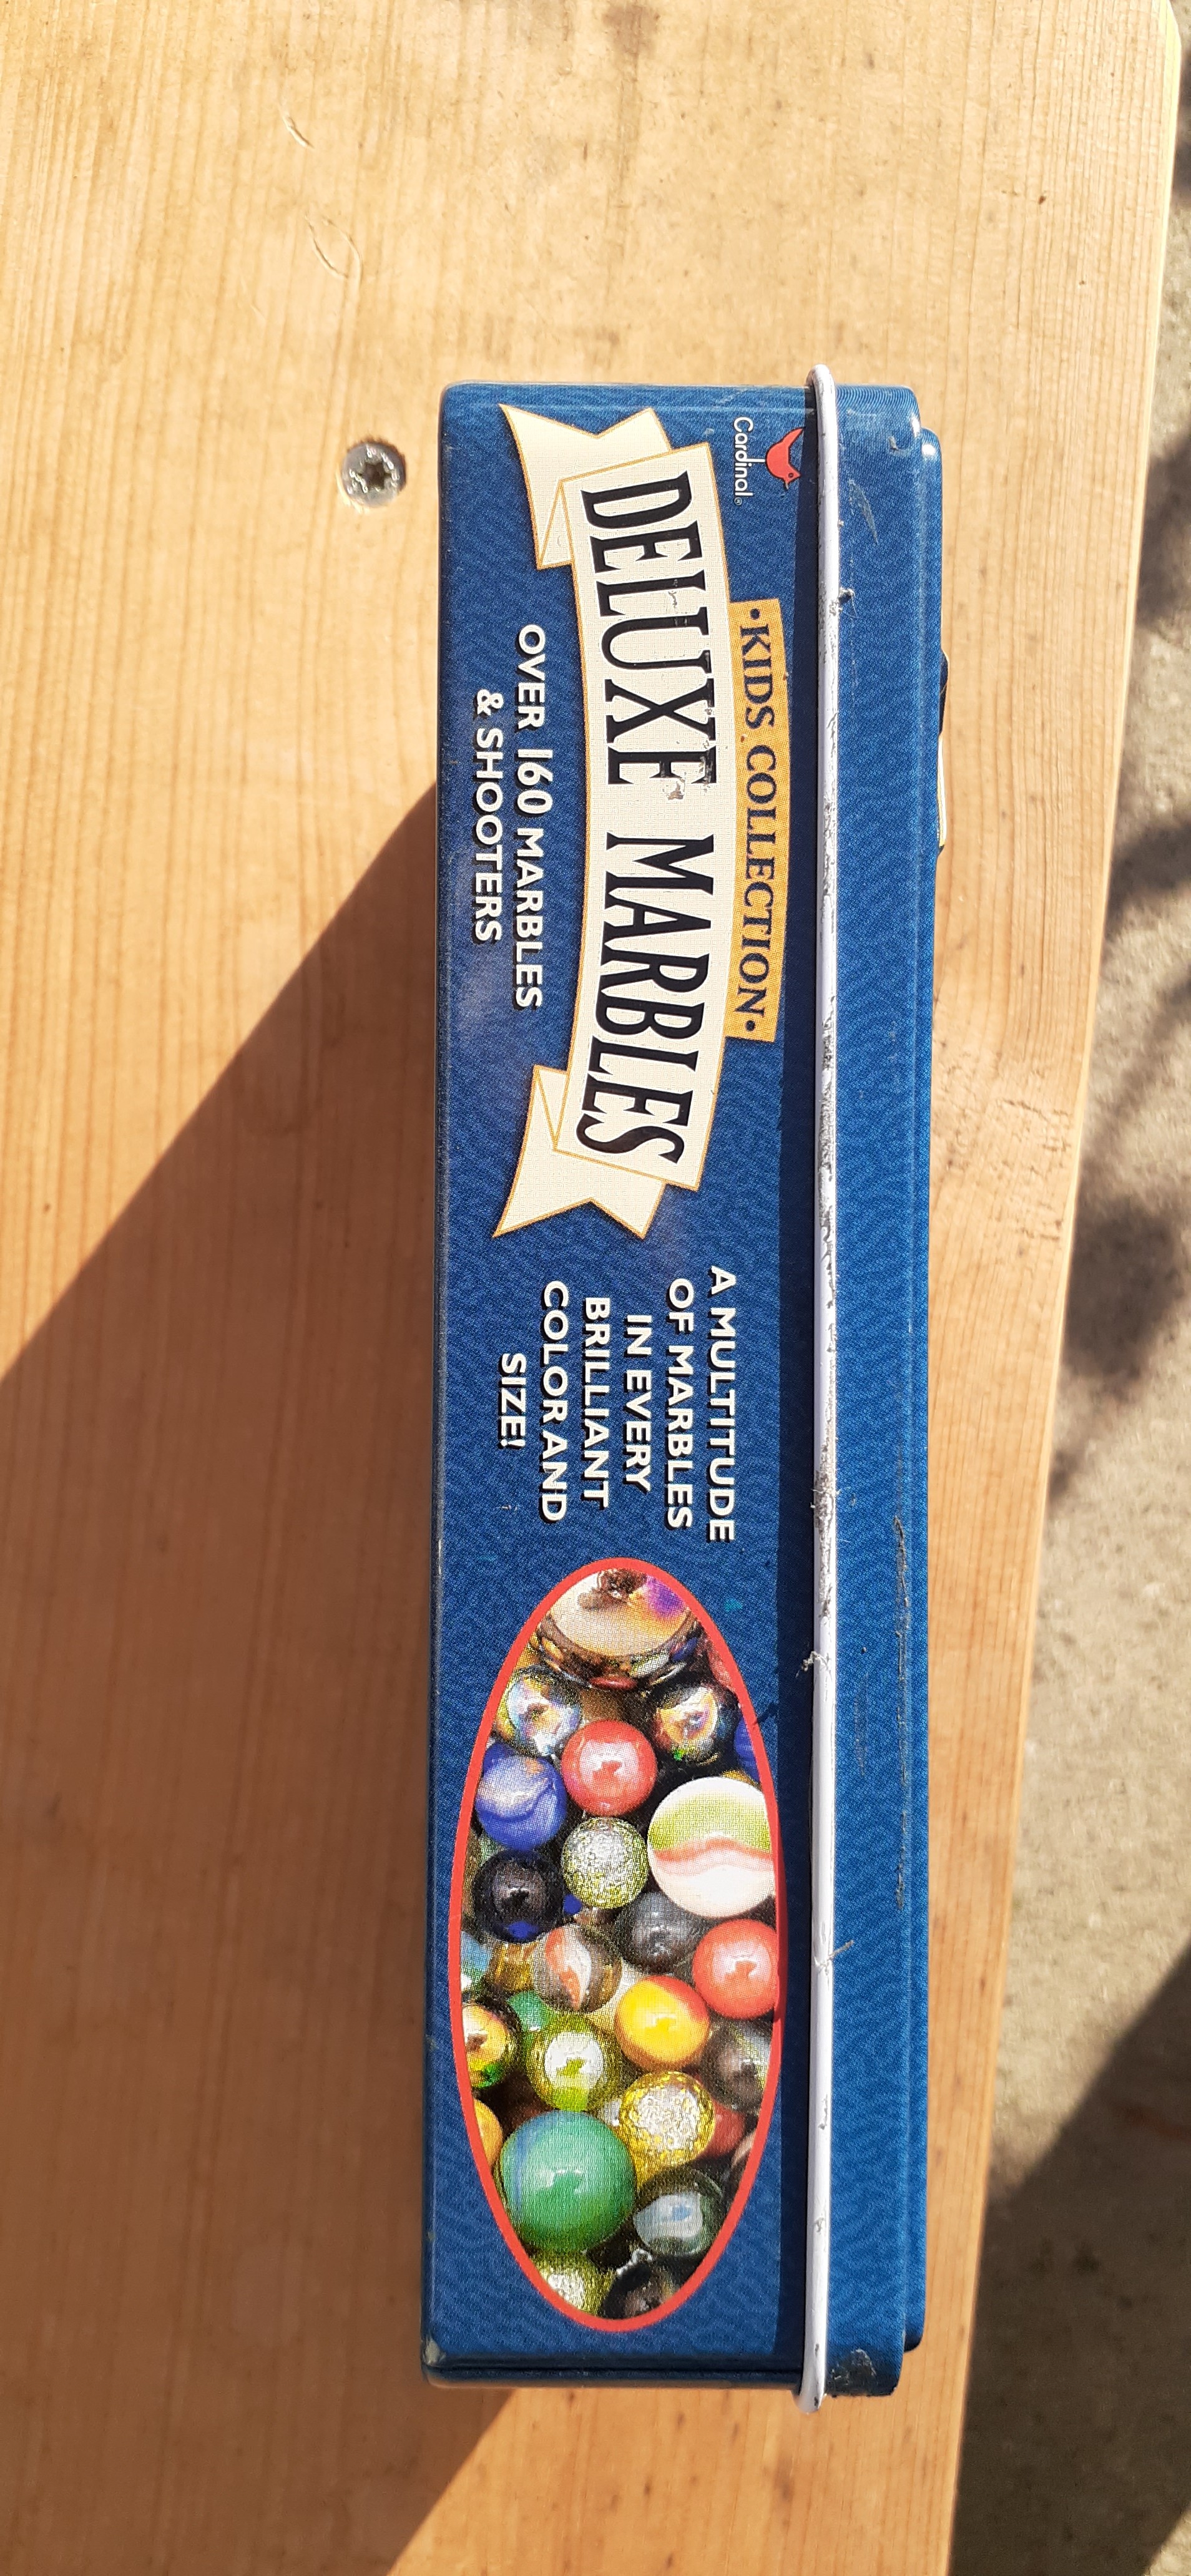 Cardinal®
•KIDS COLLECTION•
DELUXE MARBLES
OVER 160 MARBLES
& SHOOTERS
A MULTITUDE
OF MARBLES
IN EVERY
BRILLIANT
COLOR AND
SIZE!